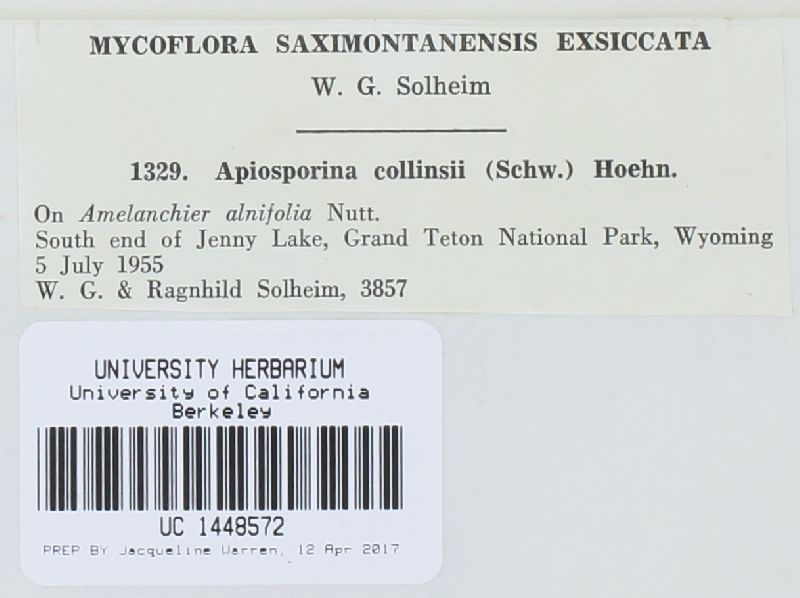 MYCOFLORA SAXIMONTANENSIS EXSICCATA
W. G. Solheim
1329. Apiosporina collinsii (Schw.) Hoehn.
On Amelanchier alnifolia Nutt.
South end of Jenny Lake, Grand Teton National Park, Wyoming
5 July 1955
W. G. & Ragnhild Solheim, 3857
UNIVERSITY HERBARIUM
University of California
Berkeley
UC 1448572
PREP BY Jacqueline Warren, 12 Apr 2017